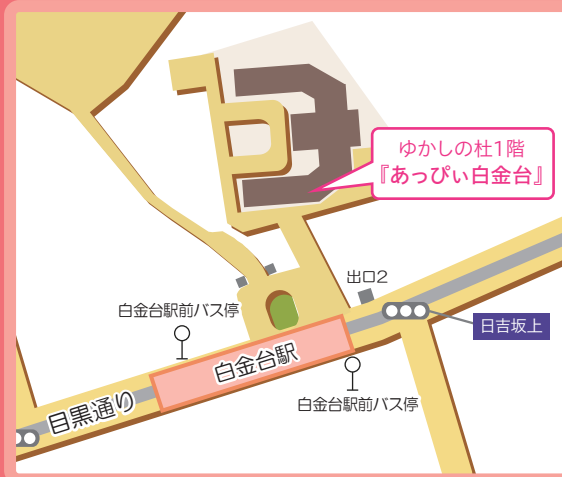 ゆかしの杜1階
『あっぴぃ白金台』
出口2
白金台駅前バス停
日吉坂上
白金台駅
白金台駅前バス停
目黒通り